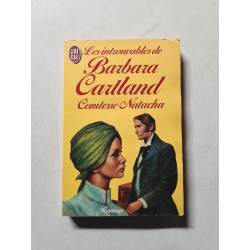 J'AI LU
Les introuvables de
Barbara
Cartland
Comtesse Natacha
Roman